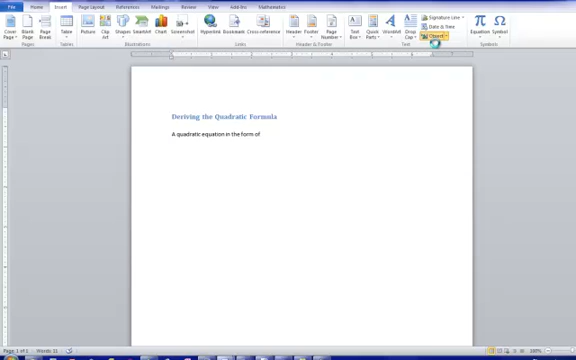 File Home Insert Page Layout References Mailings Review View Add-Ins Mathematics
Cover Page Blank Page Page Break Table Picture Clip Art Shapes SmartArt Chart Screenshot Hyperlink Bookmark Cross-reference Header Footer Page Number Text Box Quick Parts WordArt Drop Cap Signature Line Date & Time Object Equation Symbol
Pages Tables Illustrations Links Header & Footer Text Symbols
Deriving the Quadratic Formula
A quadratic equation in the form of
Page: 1 of 1 Words: 11